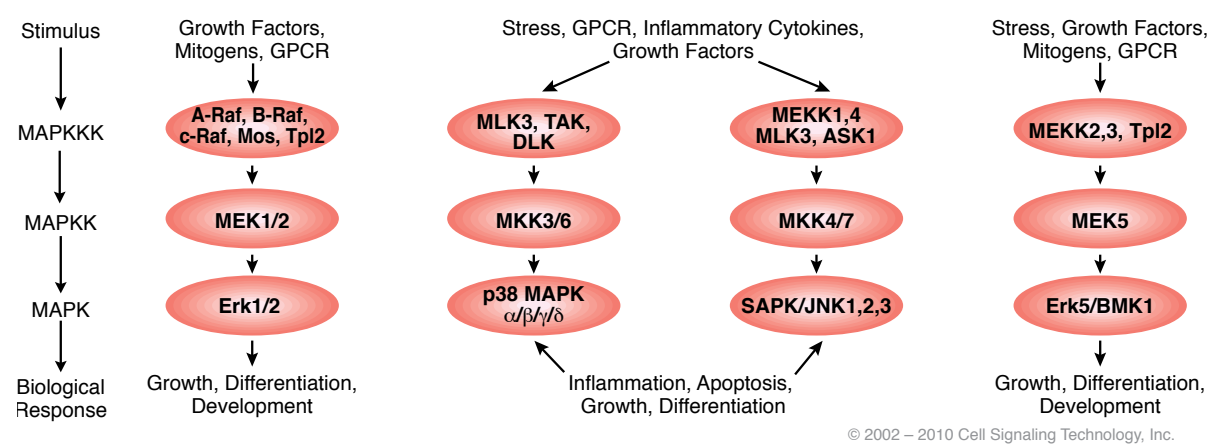 Stimulus
MAPKKK
MAPKK
MAPK
Biological
Response
Growth Factors,
Mitogens, GPCR
A-Raf, B-Raf,
c-Raf, Mos, Tpl2
MEK1/2
Erk1/2
Growth, Differentiation,
Development
Stress, GPCR, Inflammatory Cytokines,
Growth Factors
MLK3, TAK,
DLK
MKK3/6
p38 MAPK
α/β/γ/δ
MEKK1,4
MLK3, ASK1
MKK4/7
SAPK/JNK1,2,3
Inflammation, Apoptosis,
Growth, Differentiation
Stress, Growth Factors,
Mitogens, GPCR
MEKK2,3, Tpl2
MEK5
Erk5/BMK1
Growth, Differentiation,
Development
© 2002 – 2010 Cell Signaling Technology, Inc.